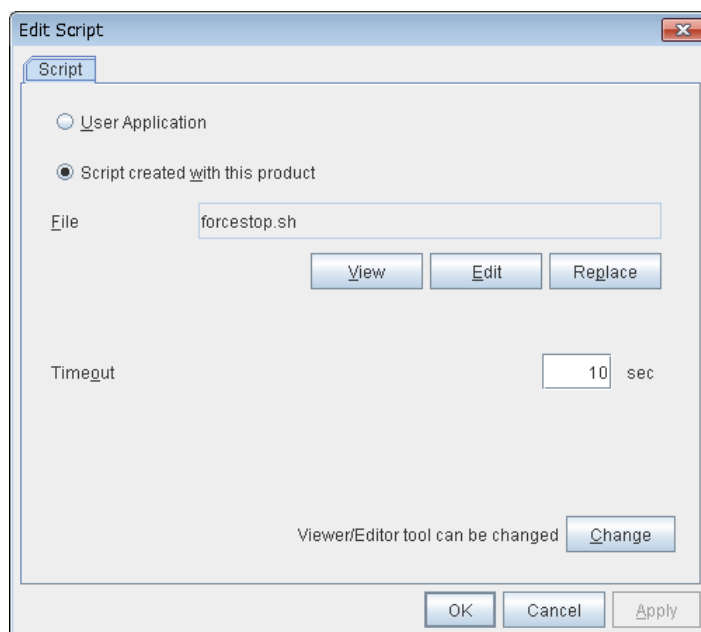 Edit Script
Script
User Application
Script created with this product
File forcestop.sh
View Edit Replace
Timeout 10 sec
Viewer/Editor tool can be changed Change
OK Cancel Apply